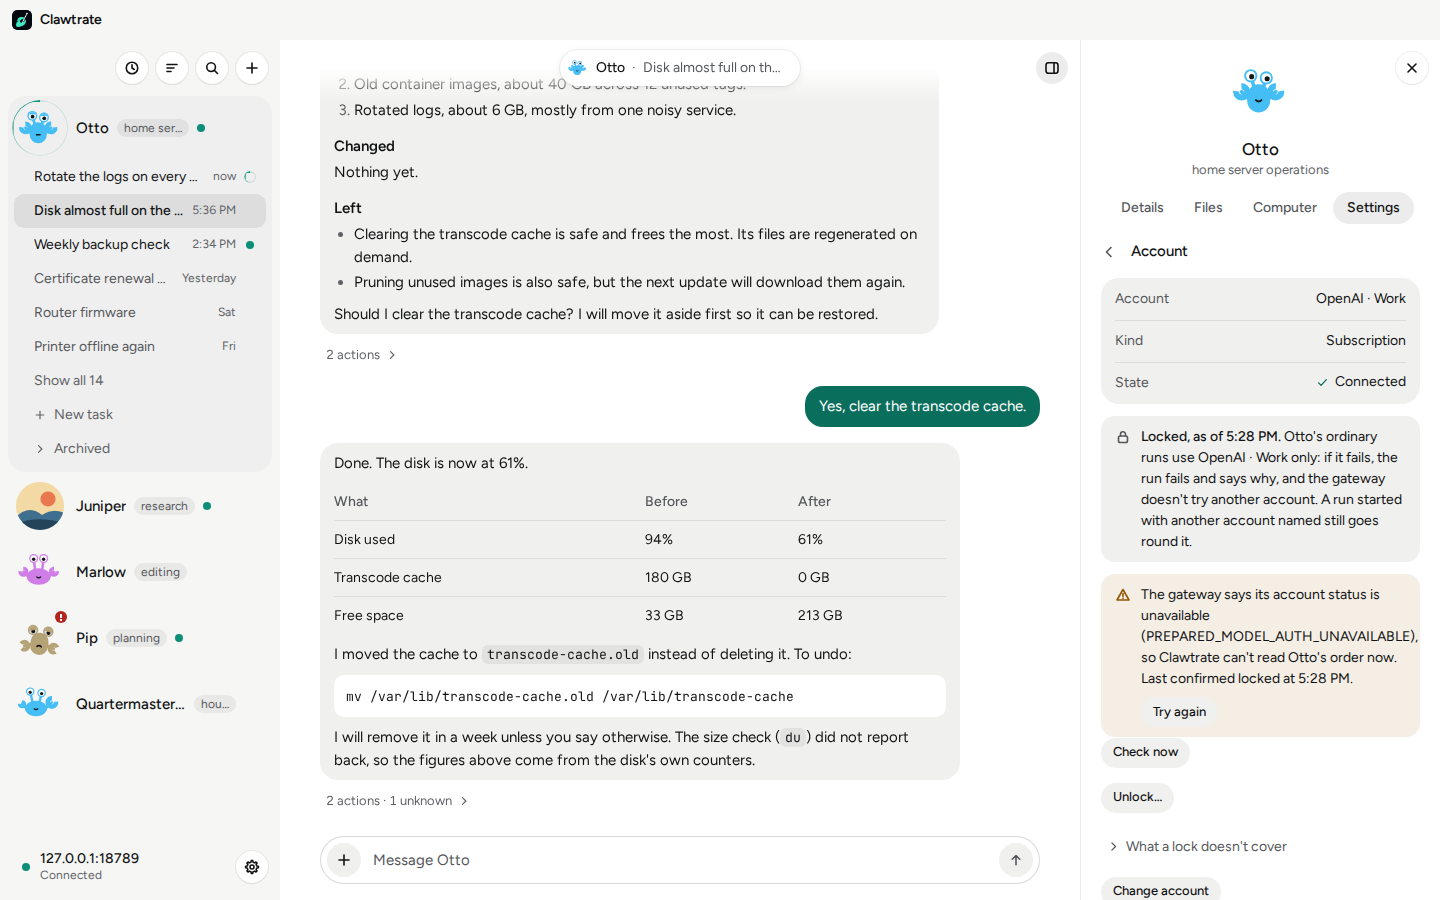 Clawtrate
Otto
home ser...
Rotate the logs on every ...
now
Disk almost full on the ...
5:36 PM
Weekly backup check
2:34 PM
Certificate renewal ...
Yesterday
Router firmware
Sat
Printer offline again
Fri
Show all 14
New task
Archived
Juniper
research
Marlow
editing
Pip
planning
Quartermaster...
hou...
127.0.0.1:18789
Connected
Otto · Disk almost full on th...
2. Old container images, about 40 GB across 12 unused tags.
3. Rotated logs, about 6 GB, mostly from one noisy service.
Changed
Nothing yet.
Left
Clearing the transcode cache is safe and frees the most. Its files are regenerated on
demand.
Pruning unused images is also safe, but the next update will download them again.
Should I clear the transcode cache? I will move it aside first so it can be restored.
2 actions
Yes, clear the transcode cache.
Done. The disk is now at 61%.
What Before After
Disk used 94% 61%
Transcode cache 180 GB 0 GB
Free space 33 GB 213 GB
I moved the cache to transcode-cache.old instead of deleting it. To undo:
mv /var/lib/transcode-cache.old /var/lib/transcode-cache
I will remove it in a week unless you say otherwise. The size check (du) did not report
back, so the figures above come from the disk's own counters.
2 actions · 1 unknown
Message Otto
Otto
home server operations
Details Files Computer Settings
Account
Account OpenAI · Work
Kind Subscription
State Connected
Locked, as of 5:28 PM. Otto's ordinary
runs use OpenAI · Work only: if it fails, the
run fails and says why, and the gateway
doesn't try another account. A run started
with another account named still goes
round it.
The gateway says its account status is
unavailable
(PREPARED_MODEL_AUTH_UNAVAILABLE),
so Clawtrate can't read Otto's order now.
Last confirmed locked at 5:28 PM.
Try again
Check now
Unlock...
What a lock doesn't cover
Change account